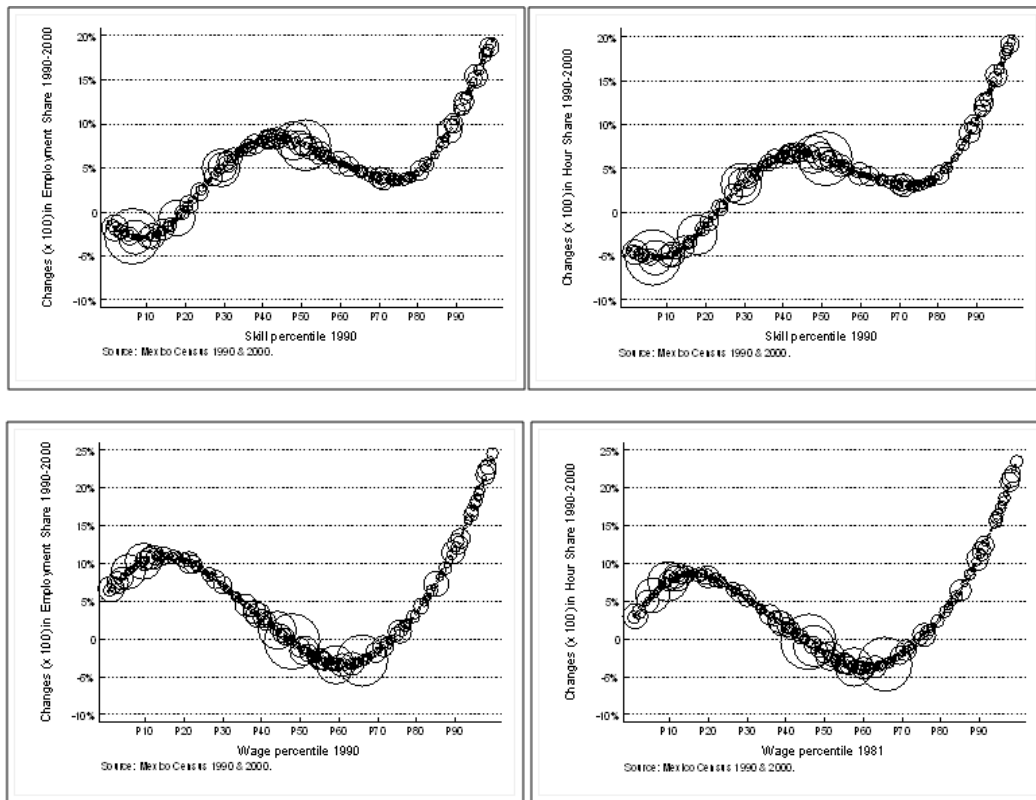 Changes (x 100) in Employment Share 1990-2000
20%
15%
10%
5%
0
-5%
-10%
P10 P20 P30 P40 P50 P60 P70 P80 P90
Skill percentile 1990
Source: Mexico Census 1990 & 2000.
Changes (x 100) in Hour Share 1990-2000
20%
15%
10%
5%
0
-5%
-10%
P10 P20 P30 P40 P50 P60 P70 P80 P90
Skill percentile 1990
Source: Mexico Census 1990 & 2000.
Changes (x 100) in Employment Share 1990-2000
25%
20%
15%
10%
5%
0
-5%
-10%
P10 P20 P30 P40 P50 P60 P70 P80 P90
Wage percentile 1990
Source: Mexico Census 1990 & 2000.
Changes (x 100) in Hour Share 1990-2000
25%
20%
15%
10%
5%
0
-5%
-10%
P10 P20 P30 P40 P50 P60 P70 P80 P90
Wage percentile 1981
Source: Mexico Census 1990 & 2000.